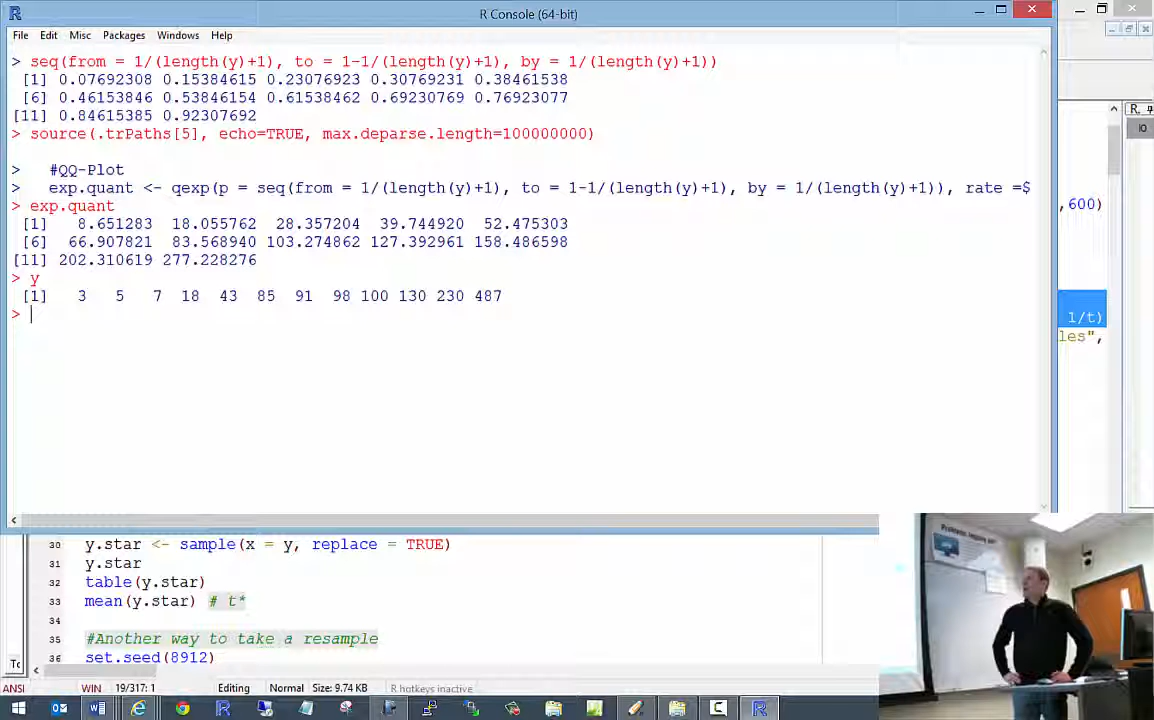 R Console (64-bit)
File Edit Misc Packages Windows Help
> seq(from = 1/(length(y)+1), to = 1-1/(length(y)+1), by = 1/(length(y)+1))
[1] 0.07692308 0.15384615 0.23076923 0.30769231 0.38461538
[6] 0.46153846 0.53846154 0.61538462 0.69230769 0.76923077
[11] 0.84615385 0.92307692
> source(.trPaths[5], echo=TRUE, max.deparse.length=100000000)
> #QQ-Plot
> exp.quant <- qexp(p = seq(from = 1/(length(y)+1), to = 1-1/(length(y)+1), by = 1/(length(y)+1)), rate =$
> exp.quant
[1] 8.651283 18.055762 28.357204 39.744920 52.475303
[6] 66.907821 83.568940 103.274862 127.392961 158.486598
[11] 202.310619 277.228276
> y
[1] 3 5 7 18 43 85 91 98 100 130 230 487
>
R.
,600)
1/t)
les",
30 y.star <- sample(x = y, replace = TRUE)
31 y.star
32 table(y.star)
33 mean(y.star) # t*
34
35 #Another way to take a resample
36 set.seed(8912)
ANSI WIN 19/317: 1 Editing Normal Size: 9.74 KB R hotkeys inactive